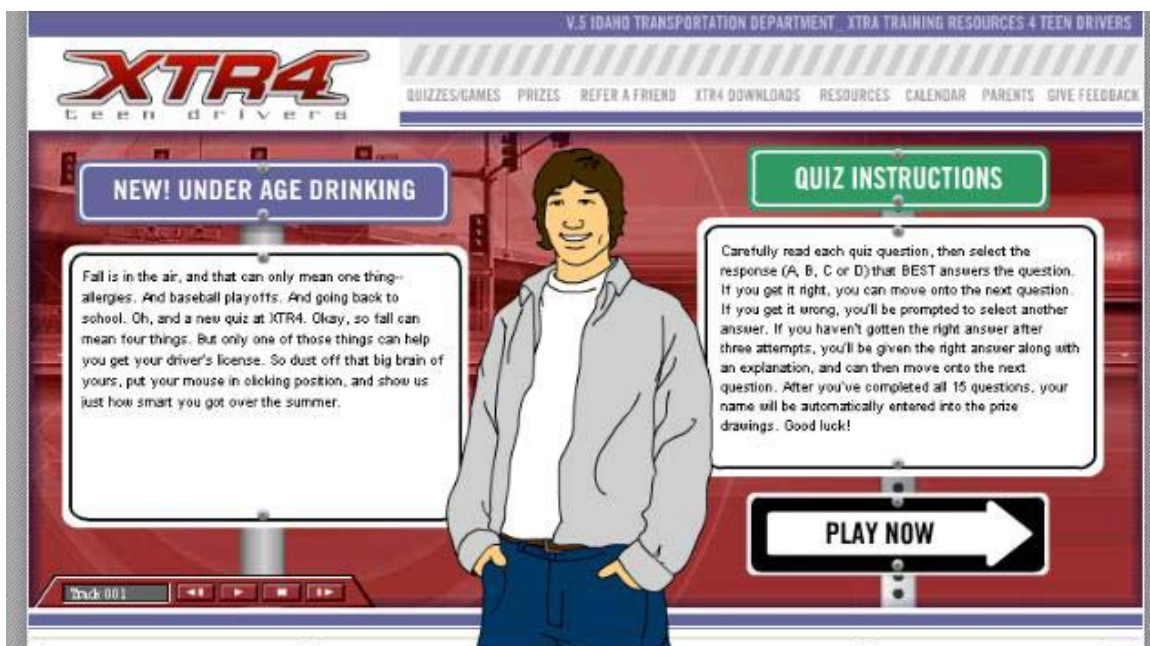 V.5 IDAHO TRANSPORTATION DEPARTMENT_ XTRA TRAINING RESOURCES 4 TEEN DRIVERS
XTR4
teen drivers
QUIZZES/GAMES PRIZES REFER A FRIEND XTR4 DOWNLOADS RESOURCES CALENDAR PARENTS GIVE FEEDBACK
NEW! UNDER AGE DRINKING
Fall is in the air, and that can only mean one thing--
allergies. And baseball playoffs. And going back to
school. Oh, and a new quiz at XTR4. Okay, so fall can
mean four things. But only one of those things can help
you get your driver's license. So dust off that big brain of
yours, put your mouse in clicking position, and show us
just how smart you got over the summer.
QUIZ INSTRUCTIONS
Carefully read each quiz question, then select the
response (A, B, C or D) that BEST answers the question.
If you get it right, you can move onto the next question.
If you get it wrong, you'll be prompted to select another
answer. If you haven't gotten the right answer after
three attempts, you'll be given the right answer along with
an explanation, and can then move onto the next
question. After you've completed all 15 questions, your
name will be automatically entered into the prize
drawings. Good luck!
PLAY NOW
Track 001